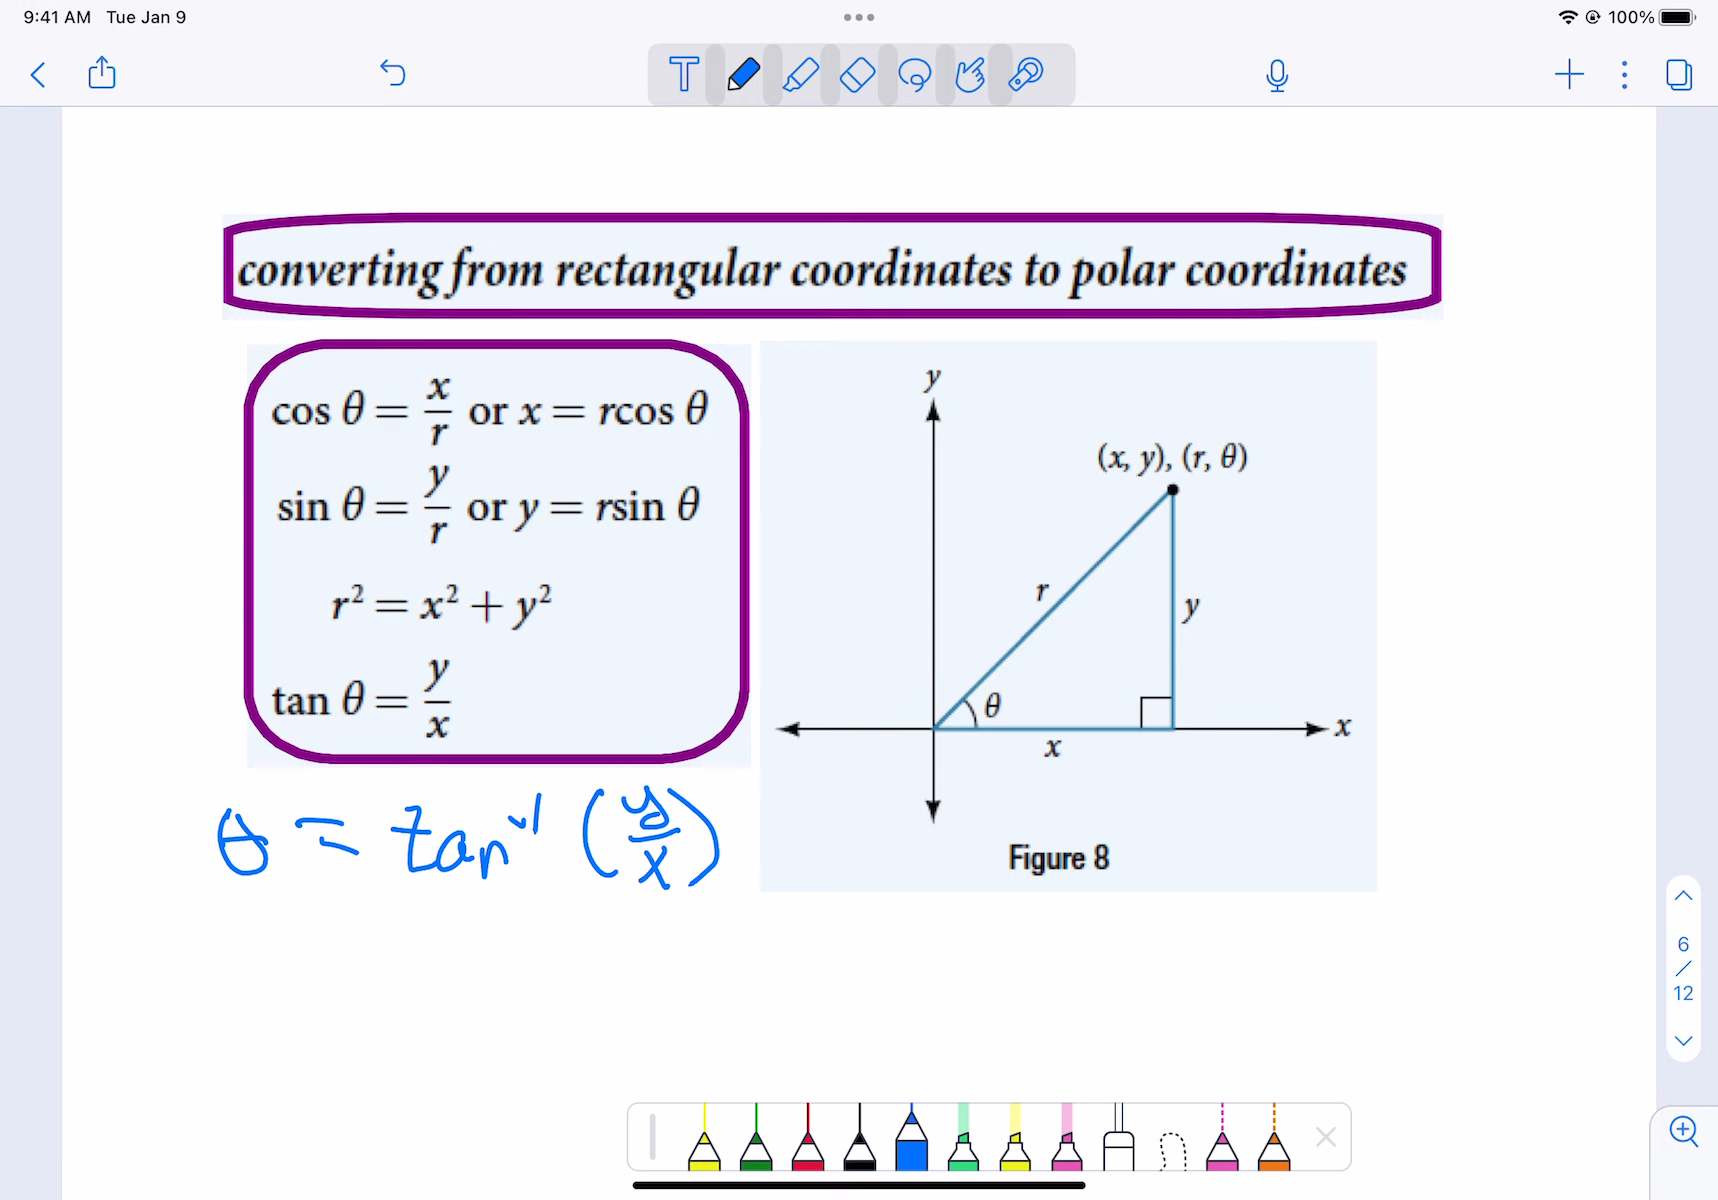 9:41 AM Tue Jan 9
100%
converting from rectangular coordinates to polar coordinates
cos θ = x/r or x = rcos θ
sin θ = y/r or y = rsin θ
r² = x² + y²
tan θ = y/x
θ = tan⁻¹ (y/x)
y
(x, y), (r, θ)
r
y
θ
x
x
Figure 8
6
/
12